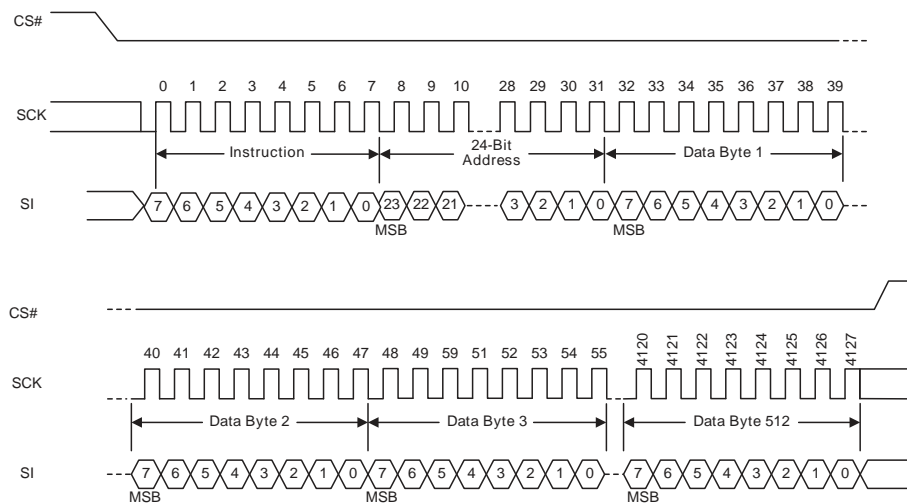 CS#
0 1 2 3 4 5 6 7 8 9 10 28 29 30 31 32 33 34 35 36 37 38 39
SCK
Instruction 24-Bit Address Data Byte 1
SI 7 6 5 4 3 2 1 0 23 22 21 3 2 1 0 7 6 5 4 3 2 1 0
MSB MSB
CS#
40 41 42 43 44 45 46 47 48 49 59 51 52 53 54 55 4120 4121 4122 4123 4124 4125 4126 4127
SCK
Data Byte 2 Data Byte 3 Data Byte 512
SI 7 6 5 4 3 2 1 0 7 6 5 4 3 2 1 0 7 6 5 4 3 2 1 0
MSB MSB MSB